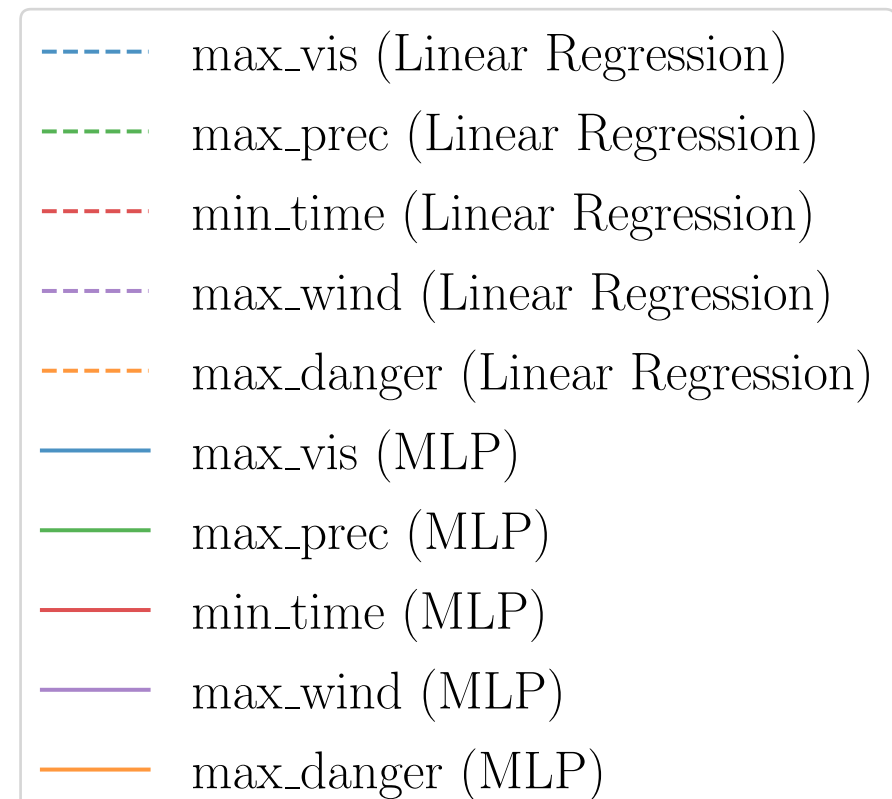 max_vis (Linear Regression)
max_prec (Linear Regression)
min_time (Linear Regression)
max_wind (Linear Regression)
max_danger (Linear Regression)
max_vis (MLP)
max_prec (MLP)
min_time (MLP)
max_wind (MLP)
max_danger (MLP)